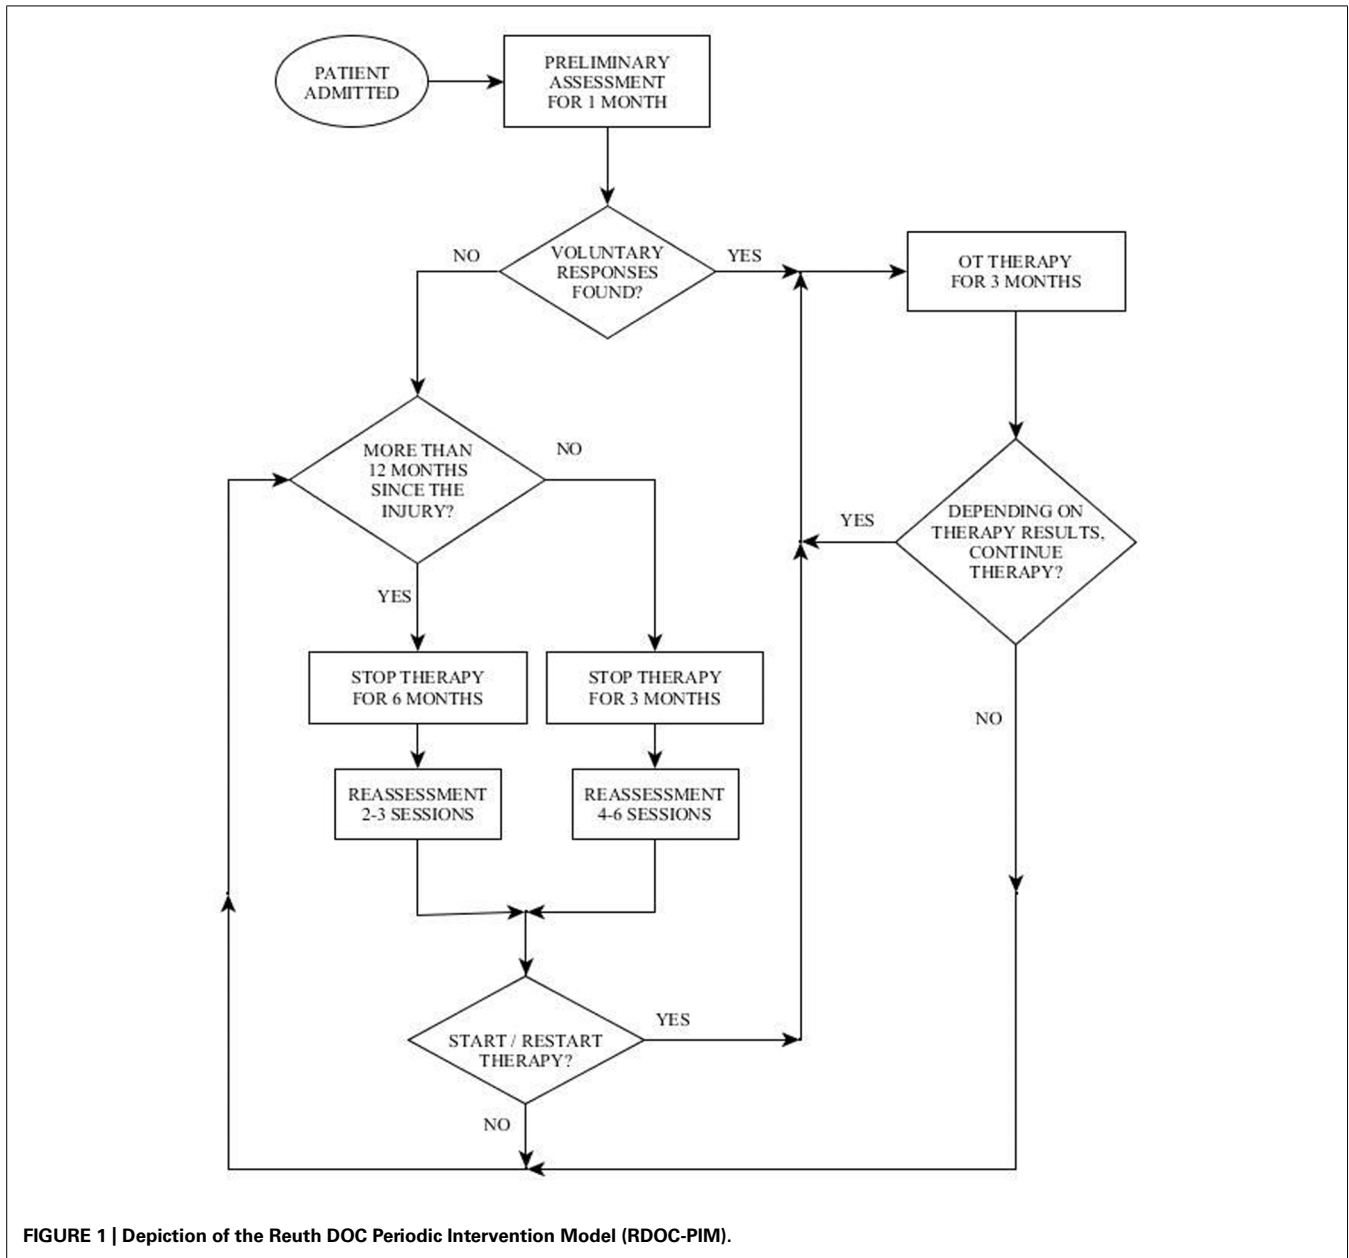 PATIENT
ADMITTED
PRELIMINARY
ASSESSMENT
FOR 1 MONTH
VOLUNTARY
RESPONSES
FOUND?
NO
YES
OT THERAPY
FOR 3 MONTHS
MORE THAN
12 MONTHS
SINCE THE
INJURY?
NO
YES
DEPENDING ON
THERAPY RESULTS,
CONTINUE
THERAPY?
YES
NO
STOP THERAPY
FOR 6 MONTHS
STOP THERAPY
FOR 3 MONTHS
REASSESSMENT
2-3 SESSIONS
REASSESSMENT
4-6 SESSIONS
START / RESTART
THERAPY?
YES
NO
FIGURE 1 | Depiction of the Reuth DOC Periodic Intervention Model (RDOC-PIM).